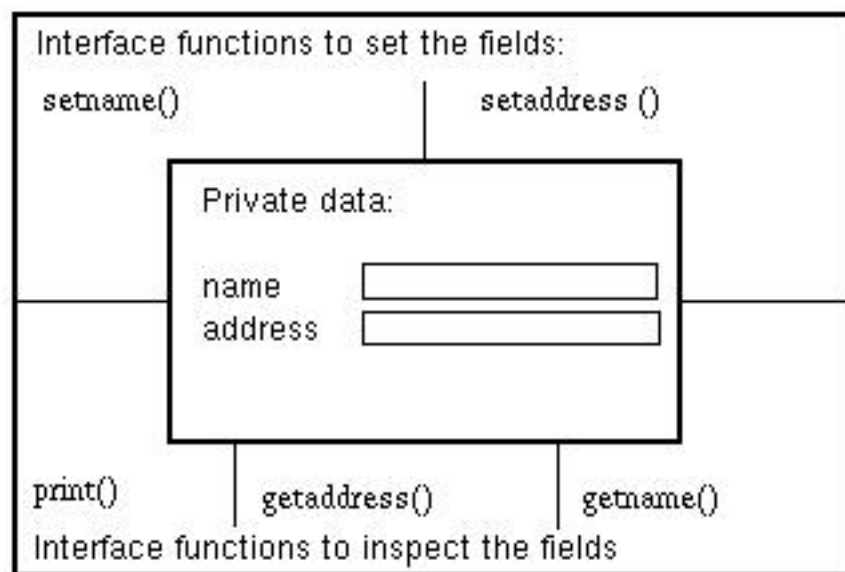 Interface functions to set the fields:
setname() setaddress ()
Private data:
name
address
print() getaddress() getname()
Interface functions to inspect the fields